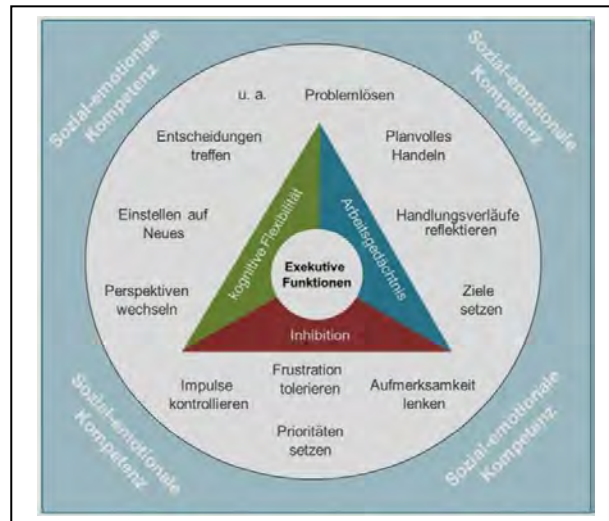 Sozial-emotionale
Kompetenz
Sozial-emotionale
Kompetenz
u. a.
Problemlösen
Entscheidungen
treffen
Planvolles
Handeln
Einstellen auf
Neues
kognitive Flexibilität
Arbeitsgedächtnis
Handlungsverläufe
reflektieren
Exekutive
Funktionen
Perspektiven
wechseln
Ziele
setzen
Inhibition
Impulse
kontrollieren
Frustration
tolerieren
Aufmerksamkeit
lenken
Prioritäten
setzen
Sozial-emotionale
Kompetenz
Sozial-emotionale
Kompetenz